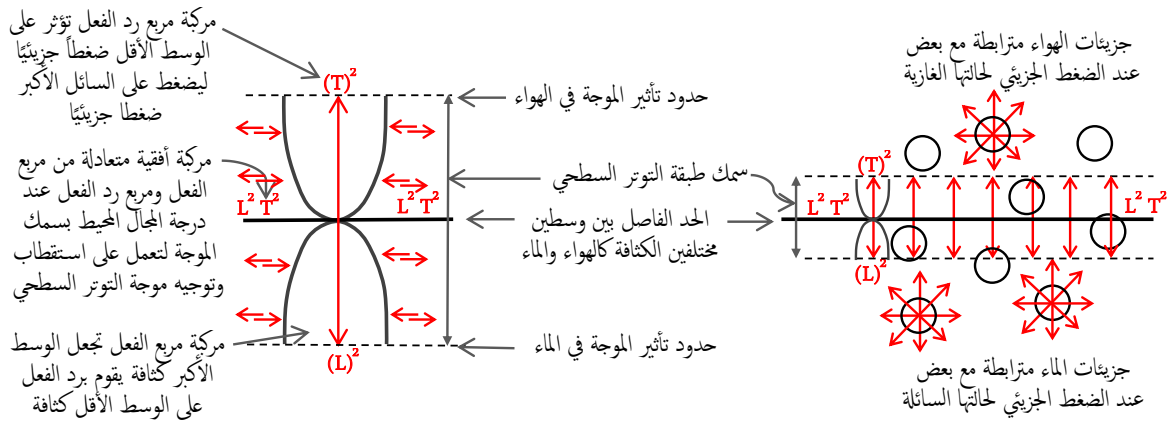 مركبة مربع رد الفعل تؤثر على
الوسط الأقل ضغطاً جزيئيًا
ليضغط على السائل الأكبر
ضغطا جزيئيًا
مركبة أفقية متعادلة من مربع
الفعل ومربع رد الفعل عند
درجة المجال المحيط بسمك
الموجة لتعمل على استقطاب
وتوجيه موجة التوتر السطحي
مركبة مربع الفعل تجعل الوسط
الأكبر كثافة يقوم برد الفعل
على الوسط الأقل كثافة
(T)²
L² T²
L² T²
(L)²
حدود تأثير الموجة في الهواء
سمك طبقة التوتر السطحي
الحد الفاصل بين وسطين
مختلفين الكثافة كالهواء والماء
حدود تأثير الموجة في الماء
جزيئات الهواء مترابطة مع بعض
عند الضغط الجزيئي لحالتها الغازية
(T)²
L² T²
L² T²
(L)²
جزيئات الماء مترابطة مع بعض
عند الضغط الجزيئي لحالتها السائلة